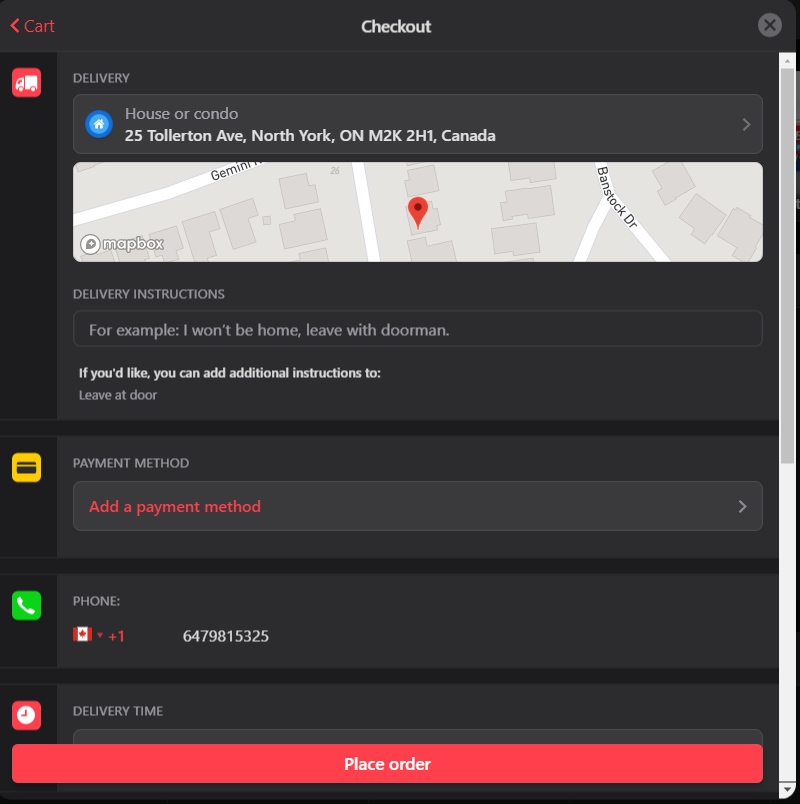 Cart
Checkout
DELIVERY
House or condo
25 Tollerton Ave, North York, ON M2K 2H1, Canada
Gemini
26
Banstock Dr
mapbox
DELIVERY INSTRUCTIONS
For example: I won't be home, leave with doorman.
If you'd like, you can add additional instructions to:
Leave at door
PAYMENT METHOD
Add a payment method
PHONE:
+1 6479815325
DELIVERY TIME
Place order